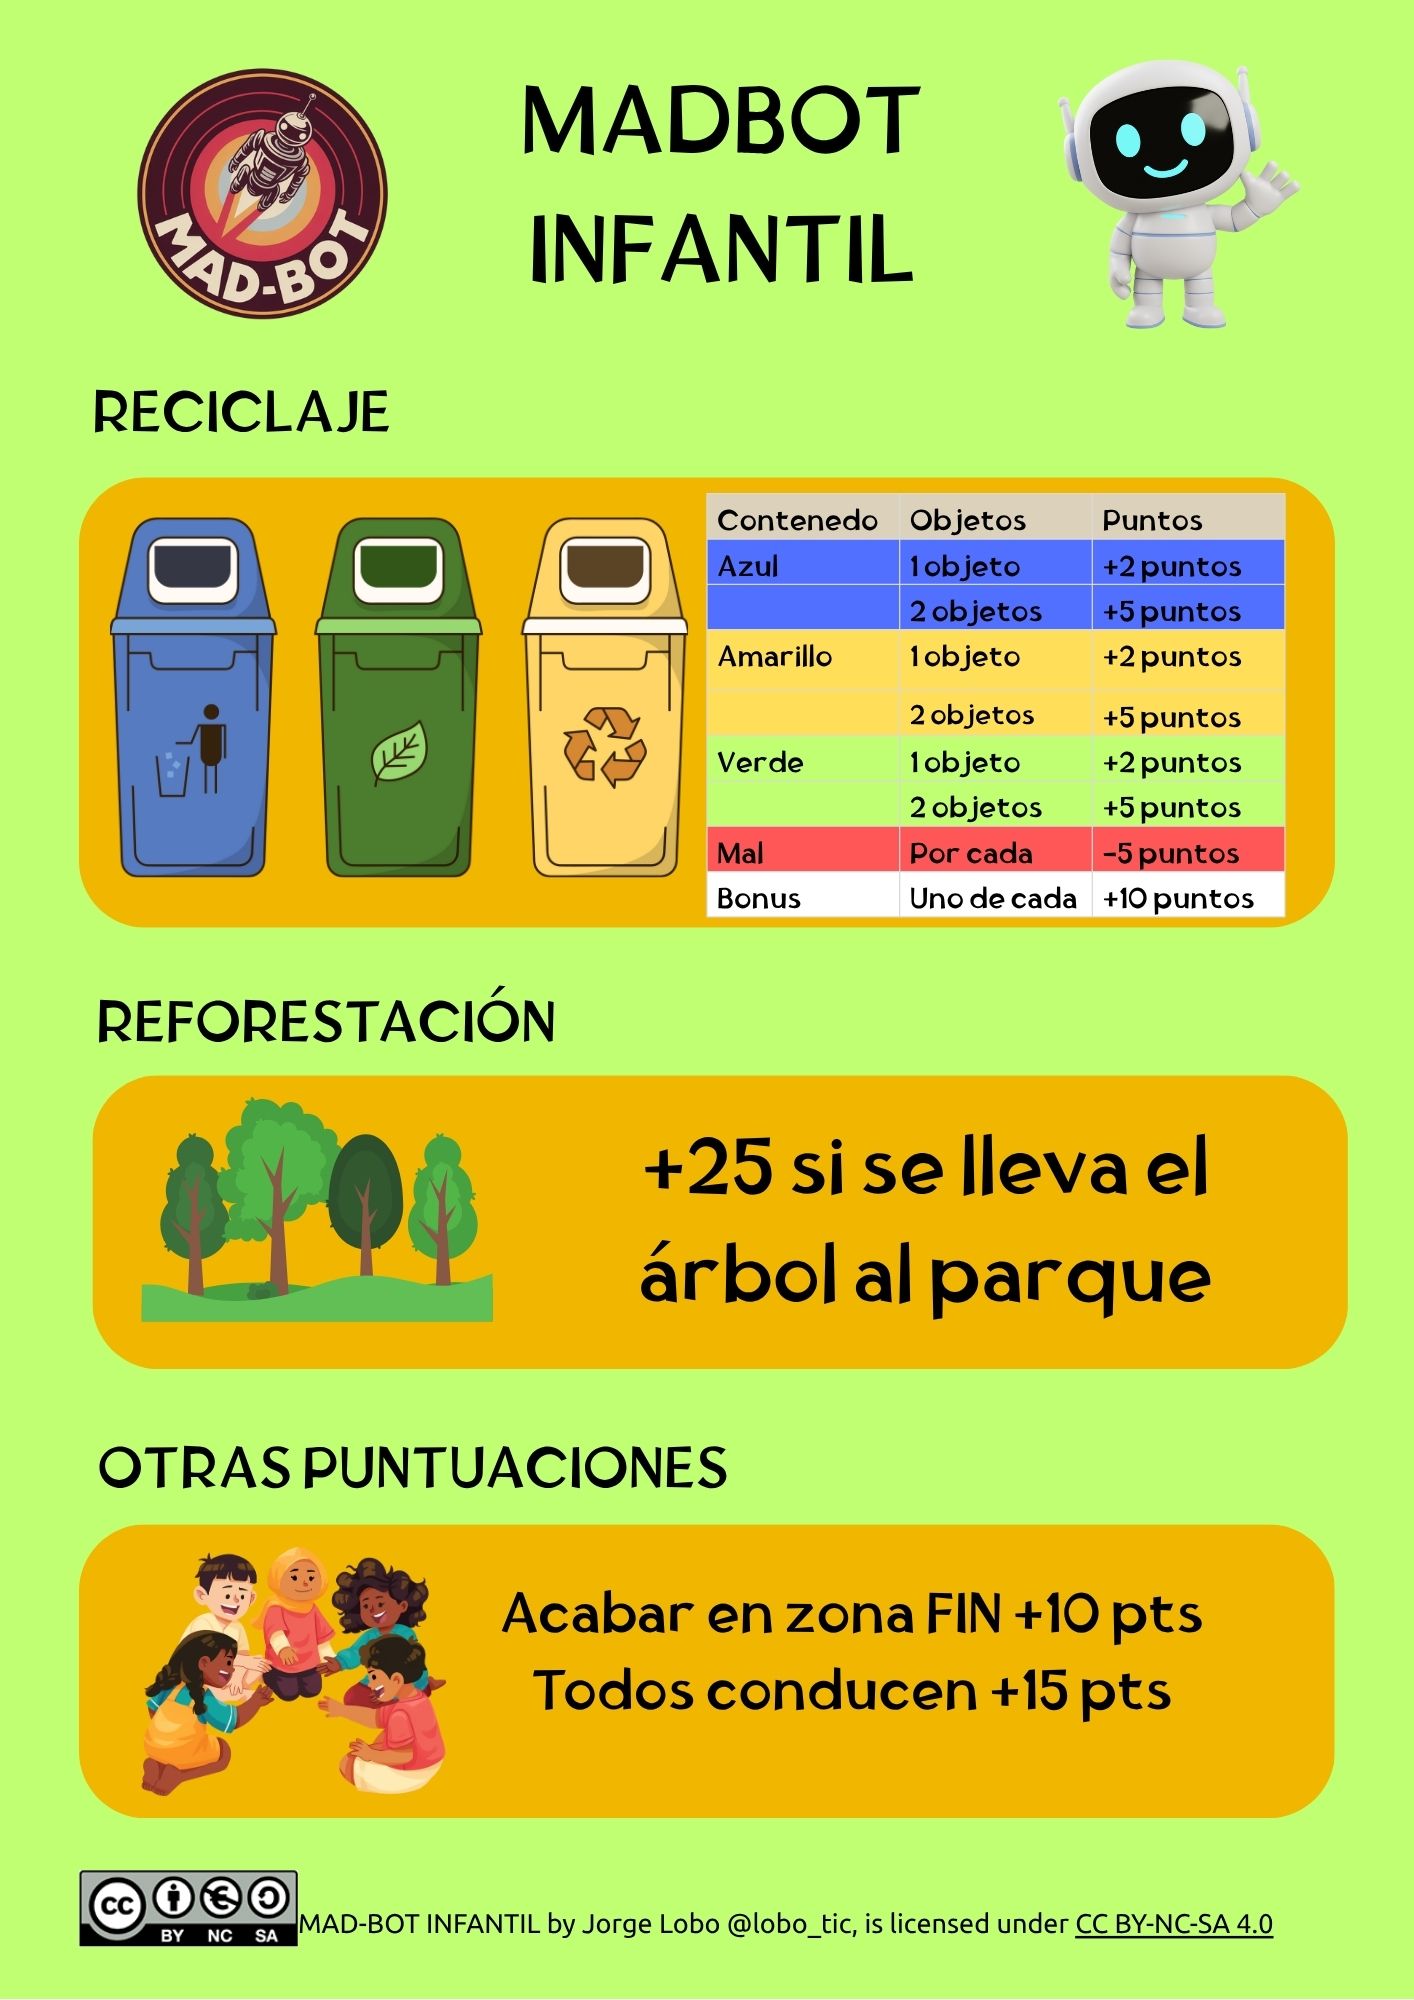 MAD-BOT
MADBOT
INFANTIL
RECICLAJE
Contenedo Objetos Puntos
Azul 1 objeto +2 puntos
2 objetos +5 puntos
Amarillo 1 objeto +2 puntos
2 objetos +5 puntos
Verde 1 objeto +2 puntos
2 objetos +5 puntos
Mal Por cada -5 puntos
Bonus Uno de cada +10 puntos
REFORESTACIÓN
+25 si se lleva el
árbol al parque
OTRAS PUNTUACIONES
Acabar en zona FIN +10 pts
Todos conducen +15 pts
cc BY NC SA
MAD-BOT INFANTIL by Jorge Lobo @lobo_tic, is licensed under CC BY-NC-SA 4.0